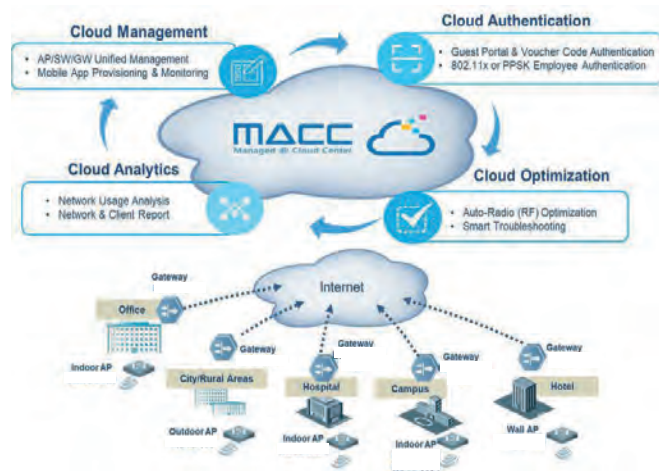 Cloud Management
• AP/SW/GW Unified Management
• Mobile App Provisioning & Monitoring
Cloud Authentication
• Guest Portal & Voucher Code Authentication
• 802.11x or PPSK Employee Authentication
MACC
Managed @ Cloud Center
Cloud Analytics
• Network Usage Analysis
• Network & Client Report
Cloud Optimization
• Auto-Radio (RF) Optimization
• Smart Troubleshooting
Internet
Gateway
Office
Indoor AP
Gateway
City/Rural Areas
Outdoor AP
Gateway
Hospital
Indoor AP
Gateway
Campus
Indoor AP
Gateway
Hotel
Wall AP